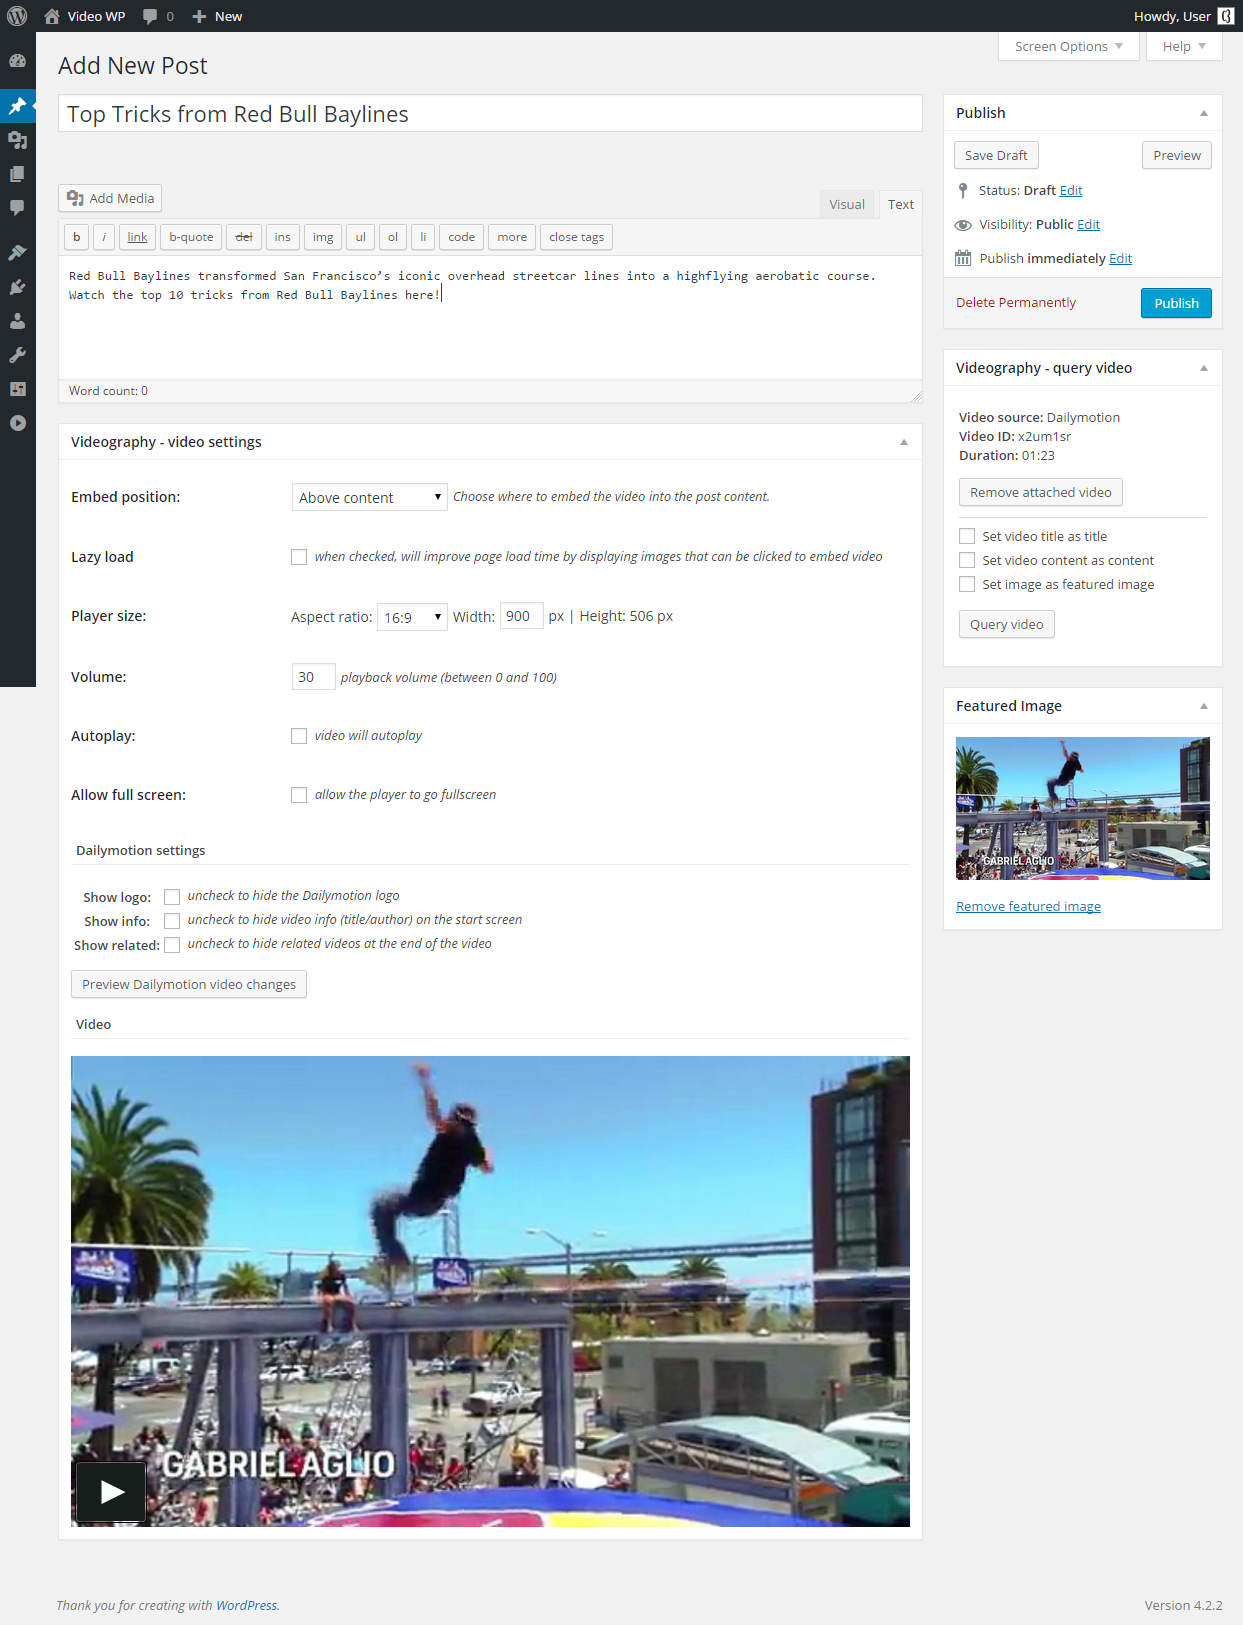 Video WP 0 New Howdy, User
Screen Options Help
Add New Post
Top Tricks from Red Bull Baylines
Add Media
Visual Text
b i link b-quote del ins img ul ol li code more close tags
Red Bull Baylines transformed San Francisco’s iconic overhead streetcar lines into a highflying aerobatic course.
Watch the top 10 tricks from Red Bull Baylines here!
Word count: 0
Videography - video settings
Embed position: Above content Choose where to embed the video into the post content.
Lazy load when checked, will improve page load time by displaying images that can be clicked to embed video
Player size: Aspect ratio: 16:9 Width: 900 px | Height: 506 px
Volume: 30 playback volume (between 0 and 100)
Autoplay: video will autoplay
Allow full screen: allow the player to go fullscreen
Dailymotion settings
Show logo: uncheck to hide the Dailymotion logo
Show info: uncheck to hide video info (title/author) on the start screen
Show related: uncheck to hide related videos at the end of the video
Preview Dailymotion video changes
Video
GABRIEL AGLIO
Publish
Save Draft Preview
Status: Draft Edit
Visibility: Public Edit
Publish immediately Edit
Delete Permanently Publish
Videography - query video
Video source: Dailymotion
Video ID: x2um1sr
Duration: 01:23
Remove attached video
Set video title as title
Set video content as content
Set image as featured image
Query video
Featured Image
GABRIEL AGLIO
Remove featured image
Thank you for creating with WordPress.
Version 4.2.2